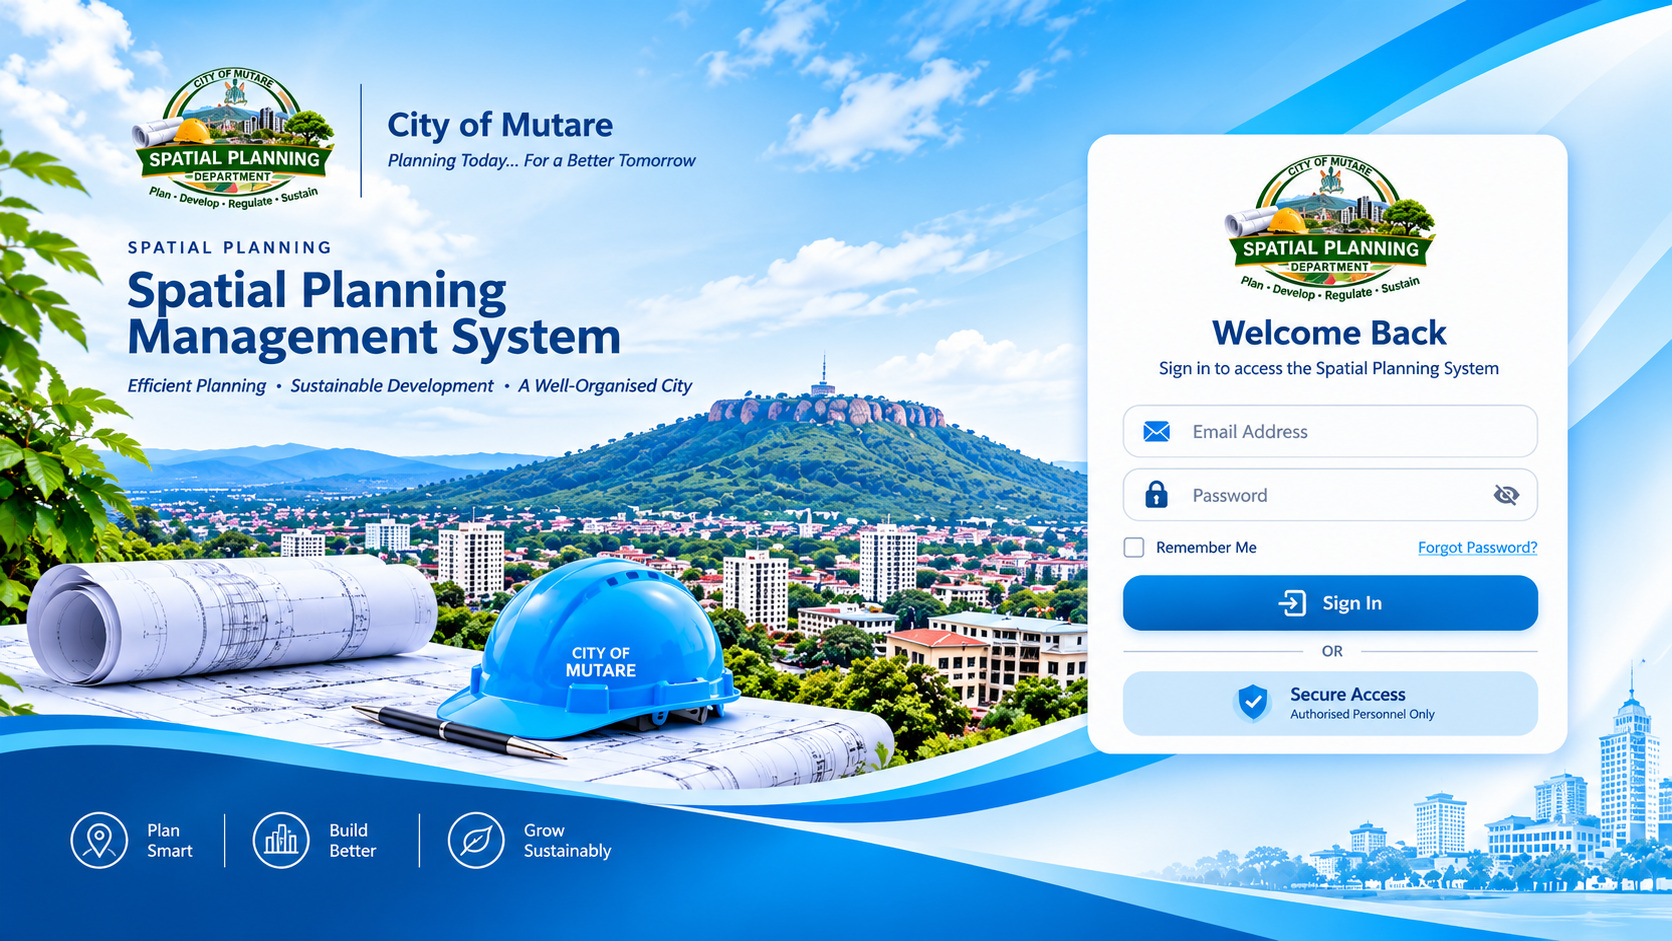 CITY OF MUTARE
SPATIAL PLANNING
DEPARTMENT
Plan • Develop • Regulate • Sustain
City of Mutare
Planning Today... For a Better Tomorrow
SPATIAL PLANNING
Spatial Planning
Management System
Efficient Planning • Sustainable Development • A Well-Organised City
CITY OF
MUTARE
Plan
Smart
Build
Better
Grow
Sustainably
CITY OF MUTARE
SPATIAL PLANNING
DEPARTMENT
Plan • Develop • Regulate • Sustain
Welcome Back
Sign in to access the Spatial Planning System
Email Address
Password
Remember Me
Forgot Password?
Sign In
OR
Secure Access
Authorised Personnel Only